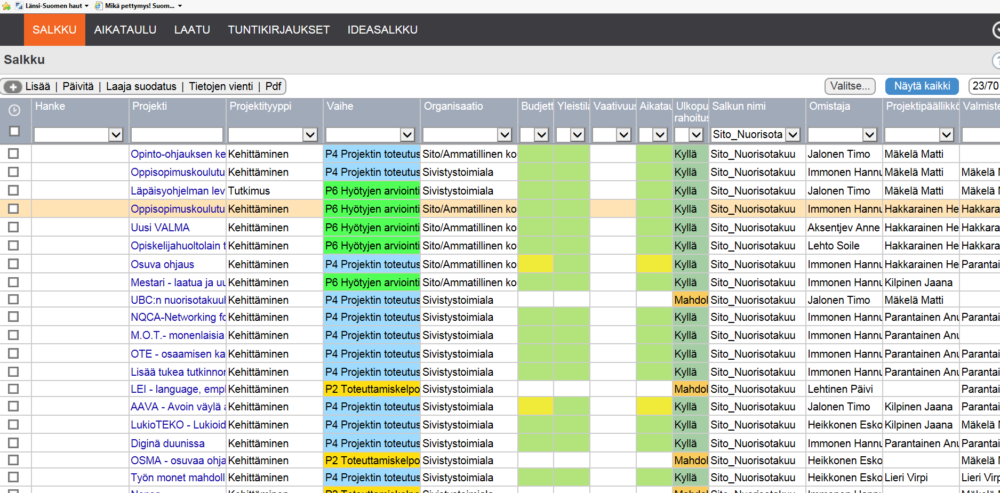 Länsi-Suomen haut Mikä pettymys! Suom...
SALKKU AIKATAULU LAATU TUNTIKIRJAUKSET IDEASALKKU
Salkku
Lisää | Päivitä | Laaja suodatus | Tietojen vienti | Pdf Valitse... Näytä kaikki 23/70
Hanke Projekti Projektityyppi Vaihe Organisaatio Budjett Yleistila Vaativuus Aikatau Ulkopu Salkun nimi Omistaja Projektipäällikkö Valmiste
rahoitus
Sito_Nuorisota
Opinto-ohjauksen ke Kehittäminen P4 Projektin toteutus Sito/Ammatillinen ko Kyllä Sito_Nuorisotakuu Jalonen Timo Mäkelä Matti
Oppisopimuskoulutu Kehittäminen P4 Projektin toteutus Sivistystoimiala Kyllä Sito_Nuorisotakuu Immonen Hannu Mäkelä Matti Mäkelä M
Läpäisyohjelman lev Tutkimus P6 Hyötyjen arviointi Sivistystoimiala Kyllä Sito_Nuorisotakuu Jalonen Timo Mäkelä Matti Mäkelä M
Oppisopimuskoulutu Kehittäminen P6 Hyötyjen arviointi Sito/Ammatillinen ko Kyllä Sito_Nuorisotakuu Immonen Hannu Hakkarainen He Hakkara
Uusi VALMA Kehittäminen P6 Hyötyjen arviointi Sito/Ammatillinen ko Kyllä Sito_Nuorisotakuu Aksentjev Anne Hakkarainen He Hakkara
Opiskelijahuoltolain t Kehittäminen P6 Hyötyjen arviointi Sito/Ammatillinen ko Kyllä Sito_Nuorisotakuu Lehto Soile Hakkarainen He Hakkara
Osuva ohjaus Kehittäminen P4 Projektin toteutus Sito/Ammatillinen ko Kyllä Sito_Nuorisotakuu Immonen Hannu Hakkarainen He Parantai
Mestari - laatua ja uu Kehittäminen P6 Hyötyjen arviointi Sito/Ammatillinen ko Kyllä Sito_Nuorisotakuu Immonen Hannu Kilpinen Jaana
UBC:n nuorisotakuul Kehittäminen P4 Projektin toteutus Sivistystoimiala Mahdol Sito_Nuorisotakuu Jalonen Timo Mäkelä Matti
NQCA-Networking fo Kehittäminen P4 Projektin toteutus Sivistystoimiala Kyllä Sito_Nuorisotakuu Immonen Hannu Parantainen Anu Parantai
M.O.T.- monenlaisia Kehittäminen P4 Projektin toteutus Sivistystoimiala Kyllä Sito_Nuorisotakuu Immonen Hannu Parantainen Anu
OTE - osaamisen ka Kehittäminen P4 Projektin toteutus Sivistystoimiala Kyllä Sito_Nuorisotakuu Immonen Hannu Parantainen Anu Parantai
Lisää tukea tutkinnon Kehittäminen P4 Projektin toteutus Sivistystoimiala Kyllä Sito_Nuorisotakuu Immonen Hannu Parantainen Anu Parantai
LEI - language, empl Kehittäminen P2 Toteuttamiskelpo Sivistystoimiala Mahdol Sito_Nuorisotakuu Lehtinen Päivi Parantai
AAVA - Avoin väylä a Kehittäminen P4 Projektin toteutus Sivistystoimiala Kyllä Sito_Nuorisotakuu Jalonen Timo Kilpinen Jaana Parantai
LukioTEKO - Lukioid Kehittäminen P4 Projektin toteutus Sivistystoimiala Kyllä Sito_Nuorisotakuu Heikkonen Esko Kilpinen Jaana Mäkelä M
Diginä duunissa Kehittäminen P4 Projektin toteutus Sivistystoimiala Kyllä Sito_Nuorisotakuu Immonen Hannu Parantainen Anu Parantai
OSMA - osuvaa ohja Kehittäminen P2 Toteuttamiskelpo Sivistystoimiala Mahdol Sito_Nuorisotakuu Heikkonen Esko Mäkelä M
Työn monet mahdoll Kehittäminen P4 Projektin toteutus Sivistystoimiala Kyllä Sito_Nuorisotakuu Heikkonen Esko Lieri Virpi Lieri Virp
Kehittäminen P2 Toteuttamiskelpo Sivistystoimiala Mahdol Sito_Nuorisotakuu Immonen Hannu Mäkelä M